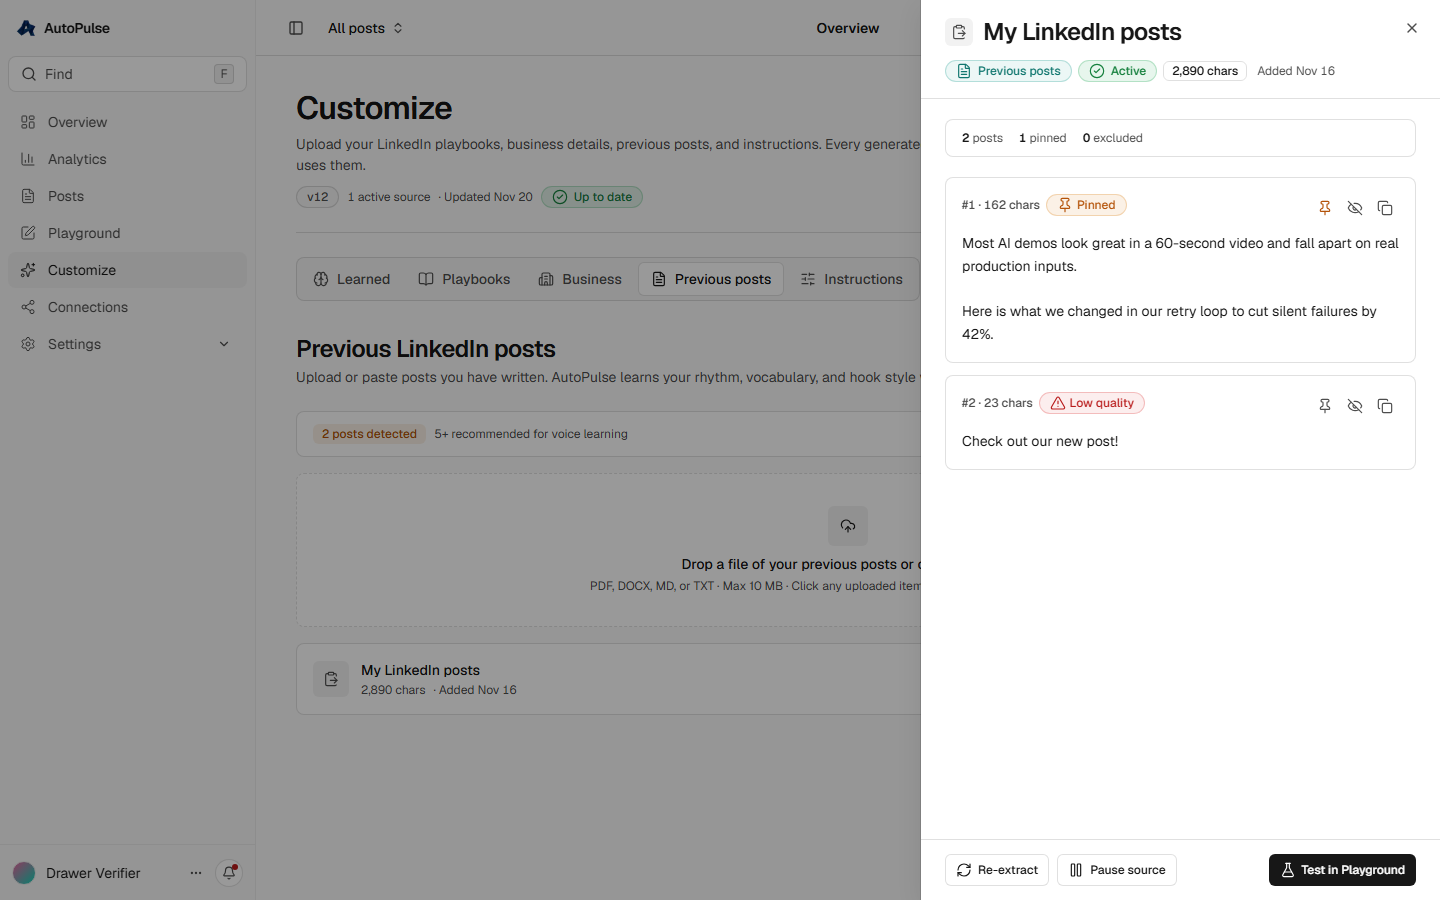 AutoPulse
Find
F
Overview
Analytics
Posts
Playground
Customize
Connections
Settings
Drawer Verifier
All posts
Overview
Customize
Upload your LinkedIn playbooks, business details, previous posts, and instructions. Every generate
uses them.
v12
1 active source · Updated Nov 20
Up to date
Learned
Playbooks
Business
Previous posts
Instructions
Previous LinkedIn posts
Upload or paste posts you have written. AutoPulse learns your rhythm, vocabulary, and hook style
2 posts detected
5+ recommended for voice learning
Drop a file of your previous posts or
PDF, DOCX, MD, or TXT · Max 10 MB · Click any uploaded item
My LinkedIn posts
2,890 chars · Added Nov 16
My LinkedIn posts
Previous posts
Active
2,890 chars
Added Nov 16
2 posts
1 pinned
0 excluded
#1 · 162 chars
Pinned
Most AI demos look great in a 60-second video and fall apart on real
production inputs.
Here is what we changed in our retry loop to cut silent failures by
42%.
#2 · 23 chars
Low quality
Check out our new post!
Re-extract
Pause source
Test in Playground